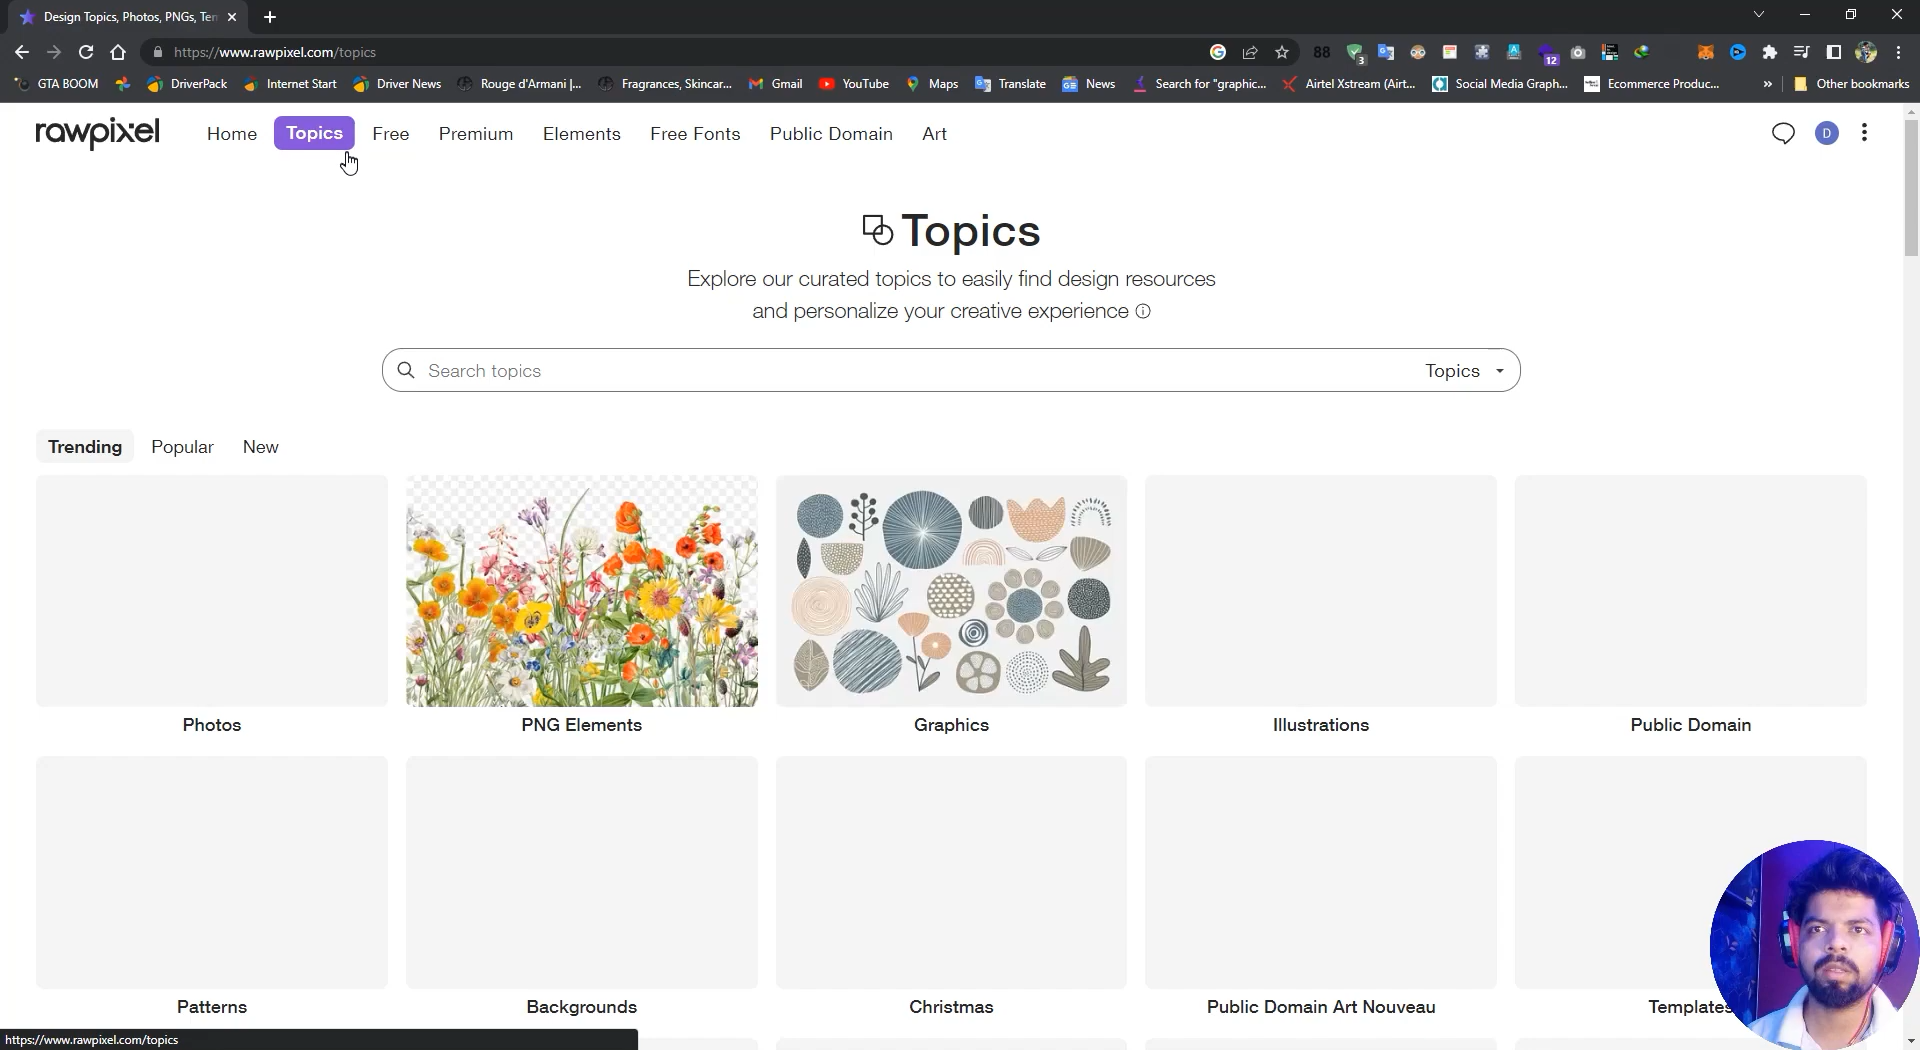 Design Topics, Photos, PNGs, Ten
https://www.rawpixel.com/topics
88
3
12
GTA BOOM
DriverPack
Internet Start
Driver News
Rouge d'Armani |...
Fragrances, Skincar...
Gmail
YouTube
Maps
Translate
News
Search for "graphic...
Airtel Xstream (Airt...
Social Media Graph...
Ecommerce Produc...
»
Other bookmarks
rawpixel
Home
Topics
Free
Premium
Elements
Free Fonts
Public Domain
Art
D
Topics
Explore our curated topics to easily find design resources
and personalize your creative experience
Search topics
Topics
Trending
Popular
New
Photos
PNG Elements
Graphics
Illustrations
Public Domain
Patterns
Backgrounds
Christmas
Public Domain Art Nouveau
Templates
https://www.rawpixel.com/topics